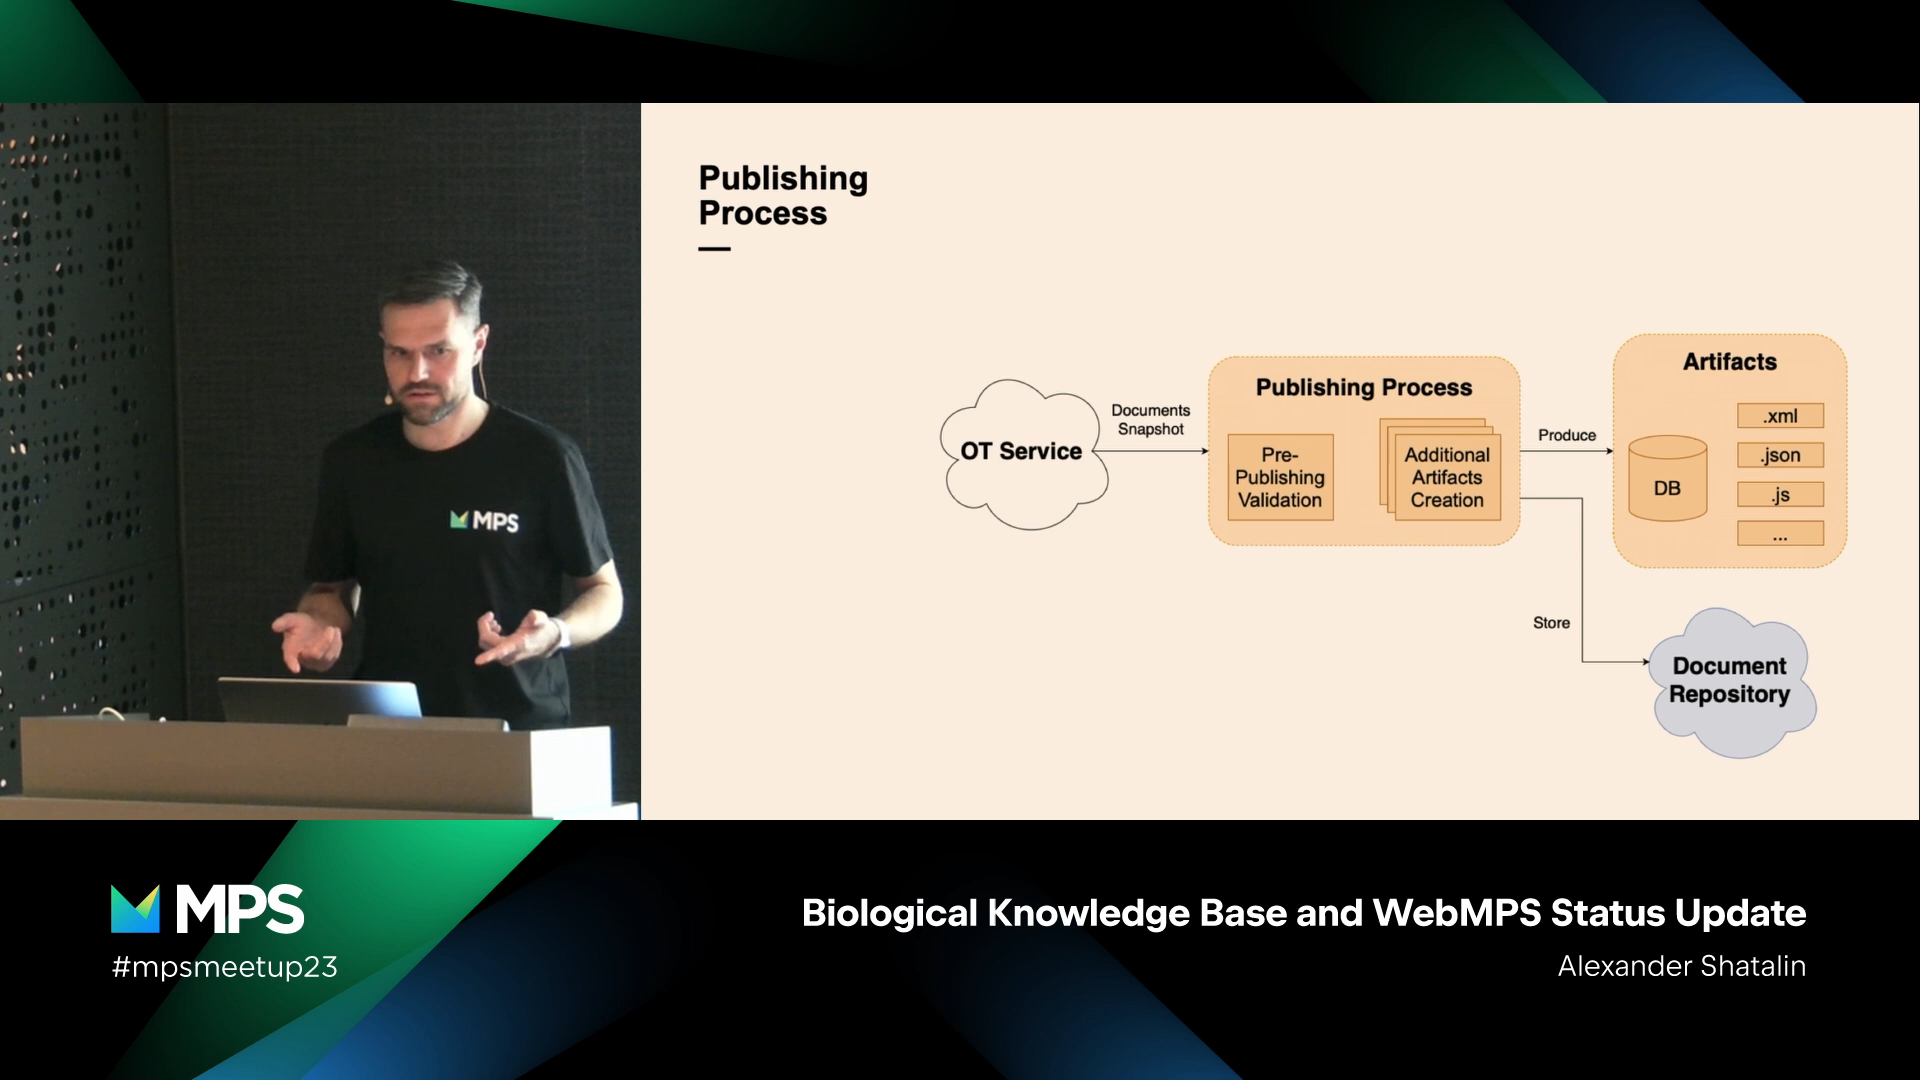 Publishing
Process
OT Service
Documents
Snapshot
Publishing Process
Pre-
Publishing
Validation
Additional
Artifacts
Creation
Produce
Store
Artifacts
DB
.xml
.json
.js
...
Document
Repository
MPS
MPS
#mpsmeetup23
Biological Knowledge Base and WebMPS Status Update
Alexander Shatalin